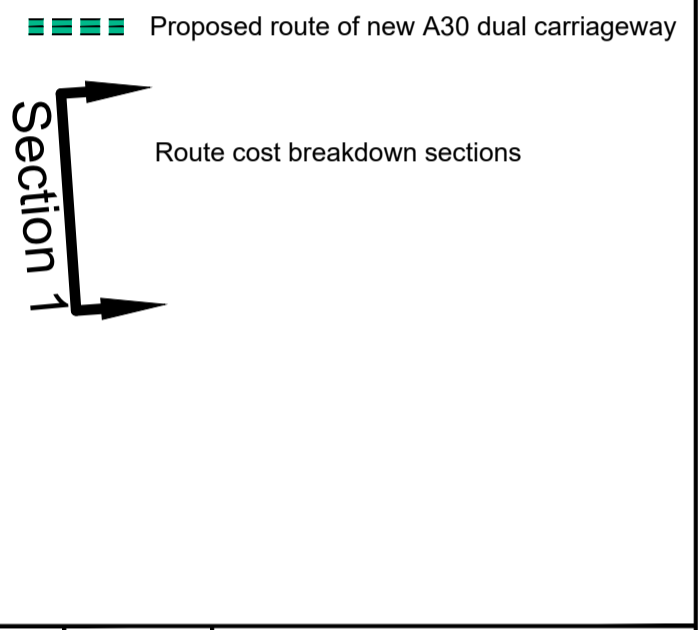 Proposed route of new A30 dual carriageway
Section 1
Route cost breakdown sections